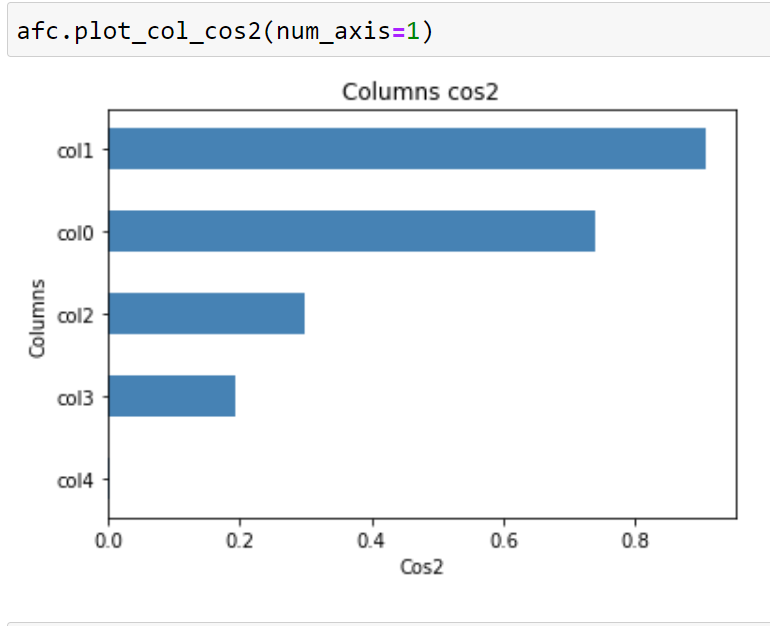 afc.plot_col_cos2(num_axis=1)
Columns cos2
col1
col0
col2
col3
col4
Columns
0.0 0.2 0.4 0.6 0.8
Cos2